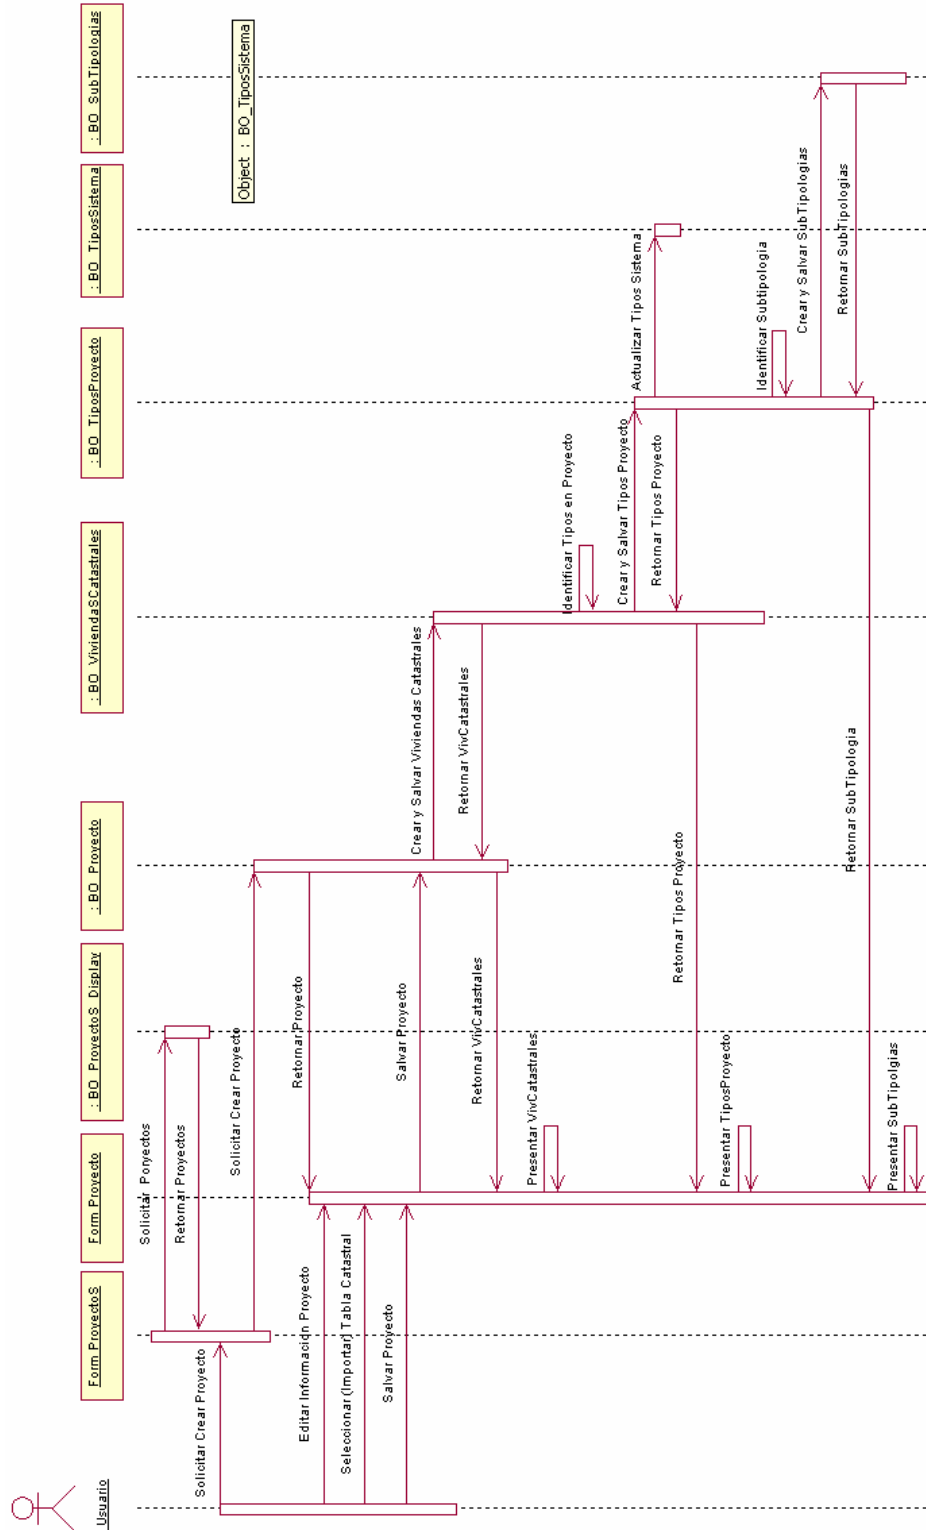 Usuario
Form ProyectoS
Form Proyecto
: BO_ProyectoS_Display
: BO_Proyecto
: BO_ViviendaSCatastrales
: BO_TiposProyecto
: BO_TiposSistema
: BO_SubTipologias
Object : BO_TiposSistema
Solicitar Poryectos
Retornar Proyectos
Solicitar Crear Proyecto
Solicitar Crear Proyecto
Retornar Proyecto
Editar Información Proyecto
Seleccionar (Importar) Tabla Catastral
Salvar Proyecto
Salvar Proyecto
Crear y Salvar Viviendas Catastrales
Retornar VivCatastrales
Retornar VivCatastrales
Presentar VivCatastrales
Identificar Tipos en Proyecto
Crear y Salvar Tipos Proyecto
Actualizar Tipos Sistema
Retornar Tipos Proyecto
Retornar Tipos Proyecto
Presentar TiposProyecto
Identificar Subtipologia
Crear y Salvar SubTipologias
Retornar SubTipologias
Retornar SubTipologia
Presentar SubTipolgias